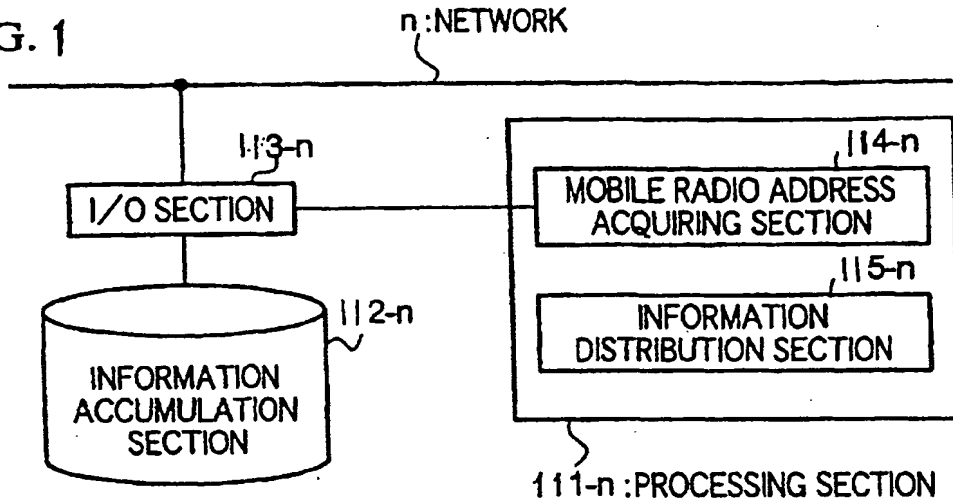 G. 1
n:NETWORK
113-n
I/O SECTION
114-n
MOBILE RADIO ADDRESS
ACQUIRING SECTION
115-n
INFORMATION
DISTRIBUTION SECTION
112-n
INFORMATION
ACCUMULATION
SECTION
111-n:PROCESSING SECTION